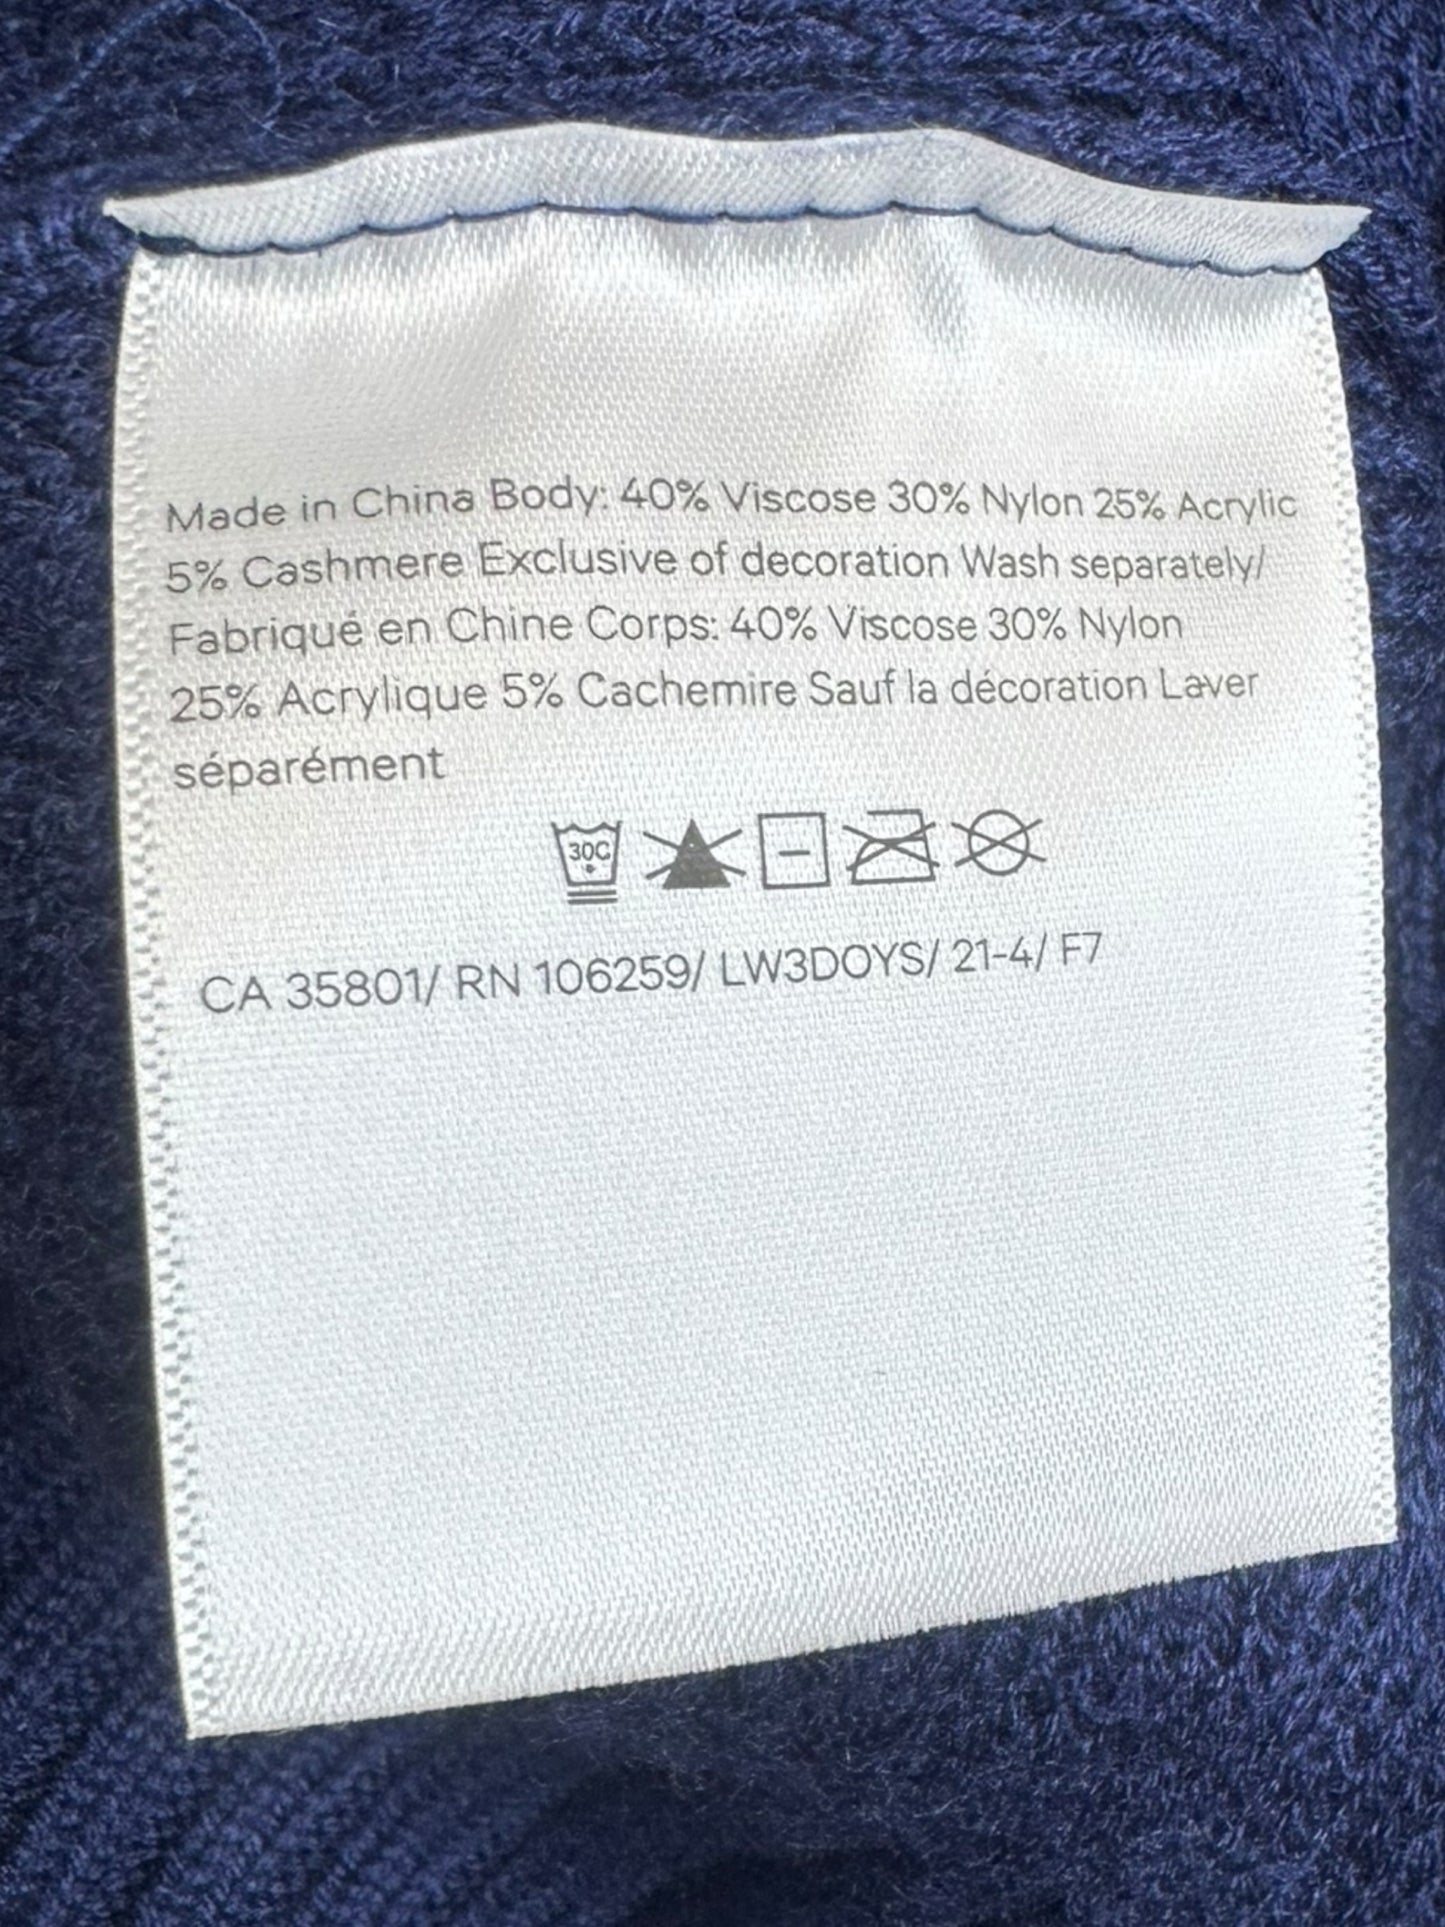 Made in China Body: 40% Viscose 30% Nylon 25% Acrylic
5% Cashmere Exclusive of decoration Wash separately/
Fabriqué en Chine Corps: 40% Viscose 30% Nylon
25% Acrylique 5% Cachemire Sauf la décoration Laver
séparément
30C
CA 35801/ RN 106259/ LW3DOYS/ 21-4/ F7